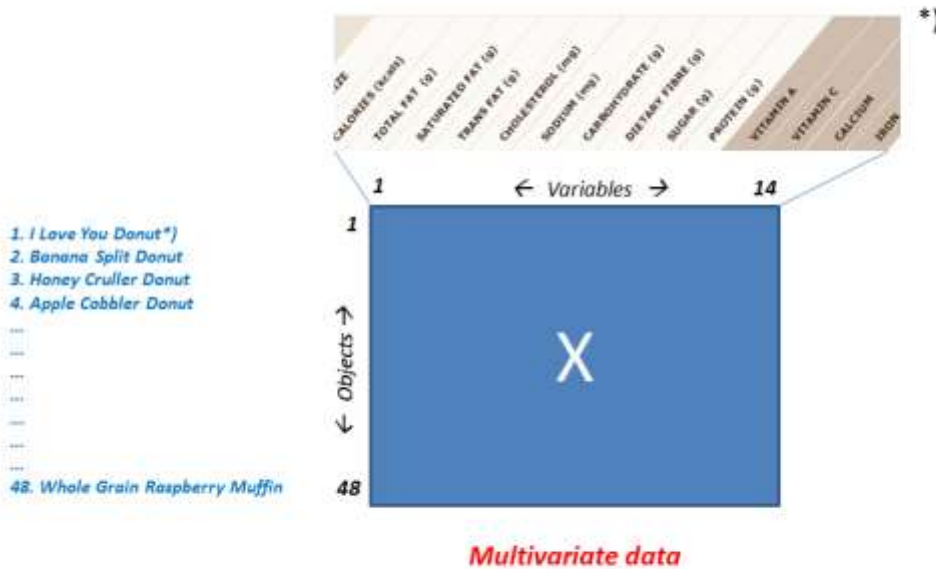 *)
IZE
CALORIES (kcals)
TOTAL FAT (g)
SATURATED FAT (g)
TRANS FAT (g)
CHOLESTEROL (mg)
SODIUM (mg)
CARNOHYDRATE (g)
DIETARY FIBRE (g)
SUGAR (g)
PROTEIN (g)
VITAMIN A
VITAMIN C
CALCIUM
IRON
1 ← Variables → 14
1
1. I Love You Donut*)
2. Banana Split Donut
3. Honey Cruller Donut
4. Apple Cobbler Donut
...
...
...
...
...
...
...
48. Whole Grain Raspberry Muffin
← Objects →
X
48
Multivariate data